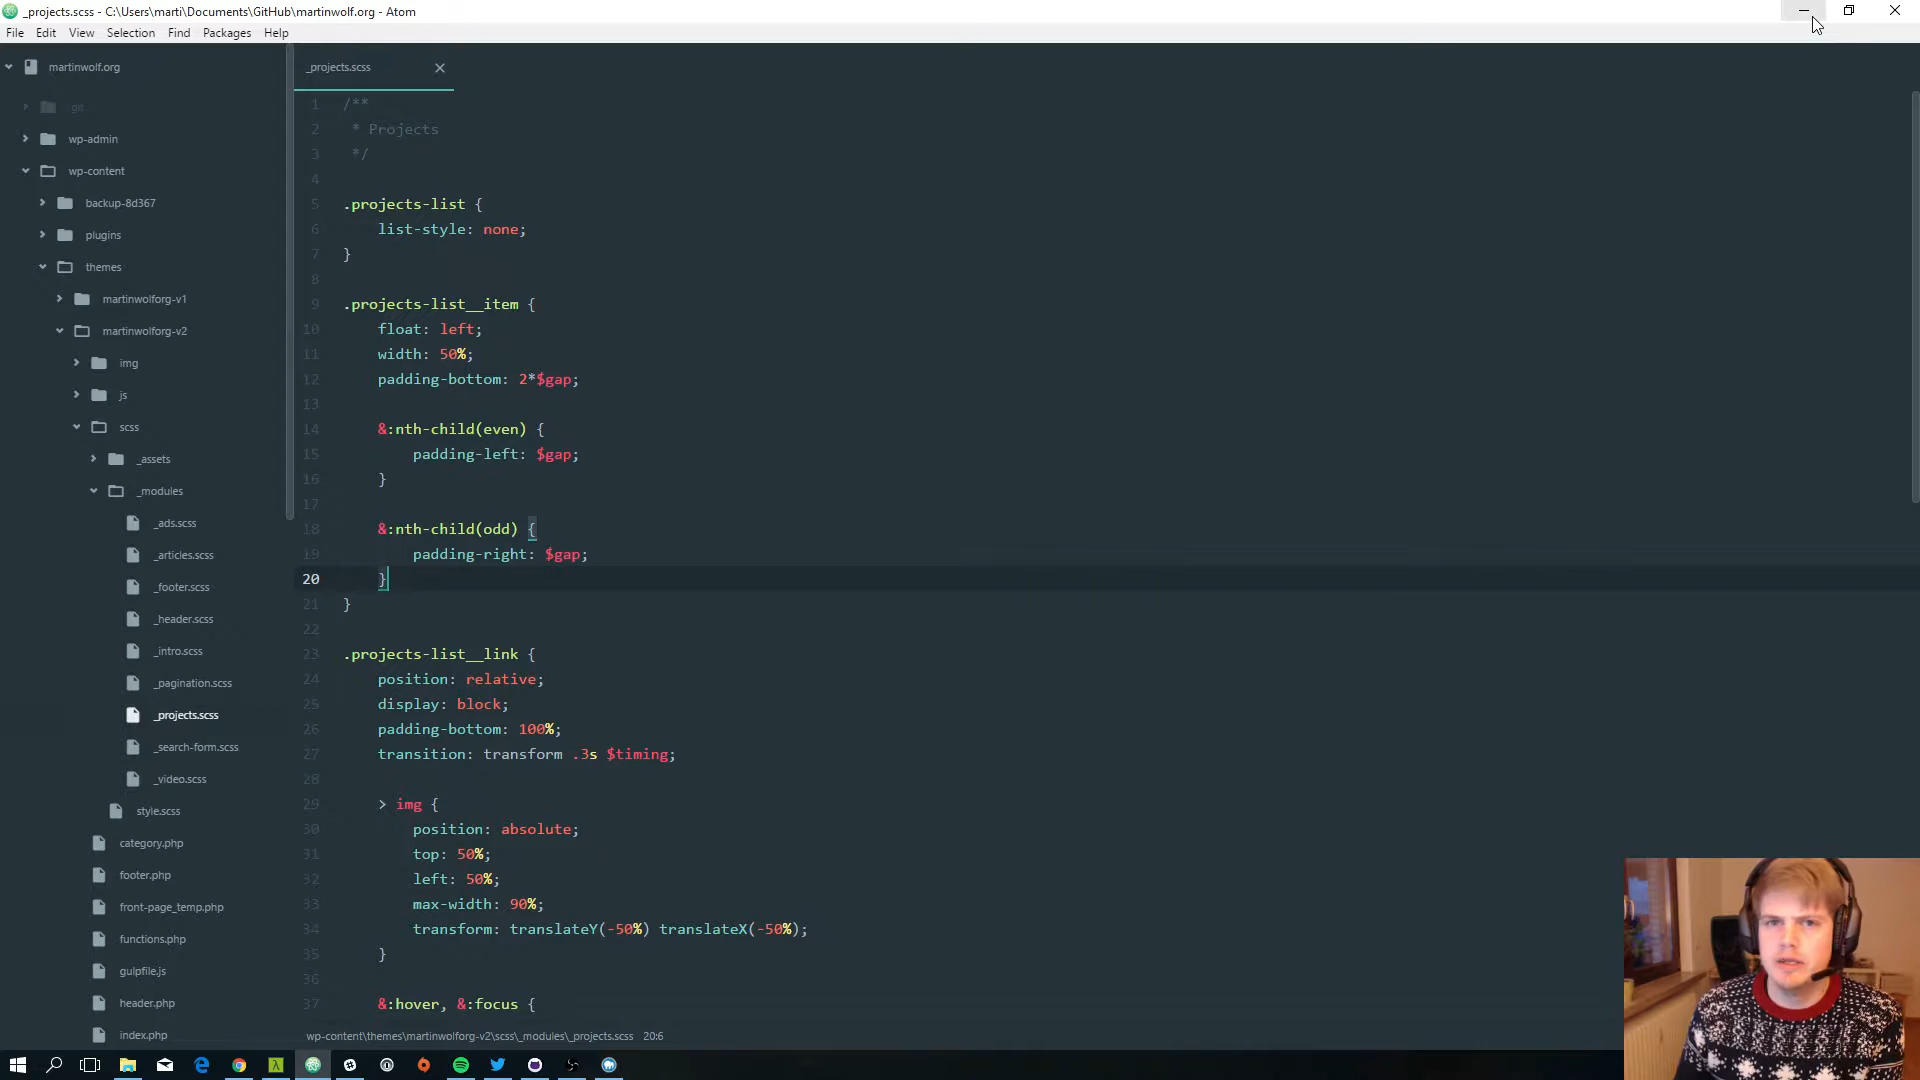 _projects.scss - C:\Users\marti\Documents\GitHub\martinwolf.org - Atom
File Edit View Selection Find Packages Help
martinwolf.org
.git
wp-admin
wp-content
backup-8d367
plugins
themes
martinwolforg-v1
martinwolforg-v2
img
js
scss
_assets
_modules
_ads.scss
_articles.scss
_footer.scss
_header.scss
_intro.scss
_pagination.scss
_projects.scss
_search-form.scss
_video.scss
style.scss
category.php
footer.php
front-page_temp.php
functions.php
gulpfile.js
header.php
index.php
_projects.scss
1 /**
2 * Projects
3 */
4
5 .projects-list {
6 list-style: none;
7 }
8
9 .projects-list__item {
10 float: left;
11 width: 50%;
12 padding-bottom: 2*$gap;
13
14 &:nth-child(even) {
15 padding-left: $gap;
16 }
17
18 &:nth-child(odd) {
19 padding-right: $gap;
20 }
21 }
22
23 .projects-list__link {
24 position: relative;
25 display: block;
26 padding-bottom: 100%;
27 transition: transform .3s $timing;
28
29 > img {
30 position: absolute;
31 top: 50%;
32 left: 50%;
33 max-width: 90%;
34 transform: translateY(-50%) translateX(-50%);
35 }
36
37 &:hover, &:focus {
wp-content\themes\martinwolforg-v2\scss\_modules\_projects.scss 20:6